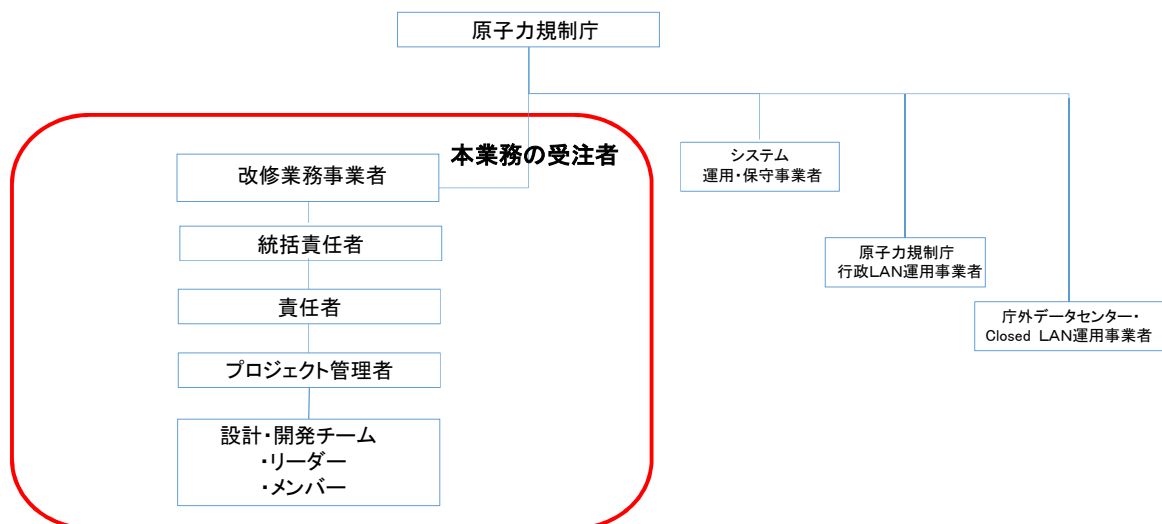 原子力規制庁
本業務の受注者
改修業務事業者
統括責任者
責任者
プロジェクト管理者
設計・開発チーム
・リーダー
・メンバー
システム
運用・保守事業者
原子力規制庁
行政LAN運用事業者
庁外データセンター・
Closed LAN運用事業者